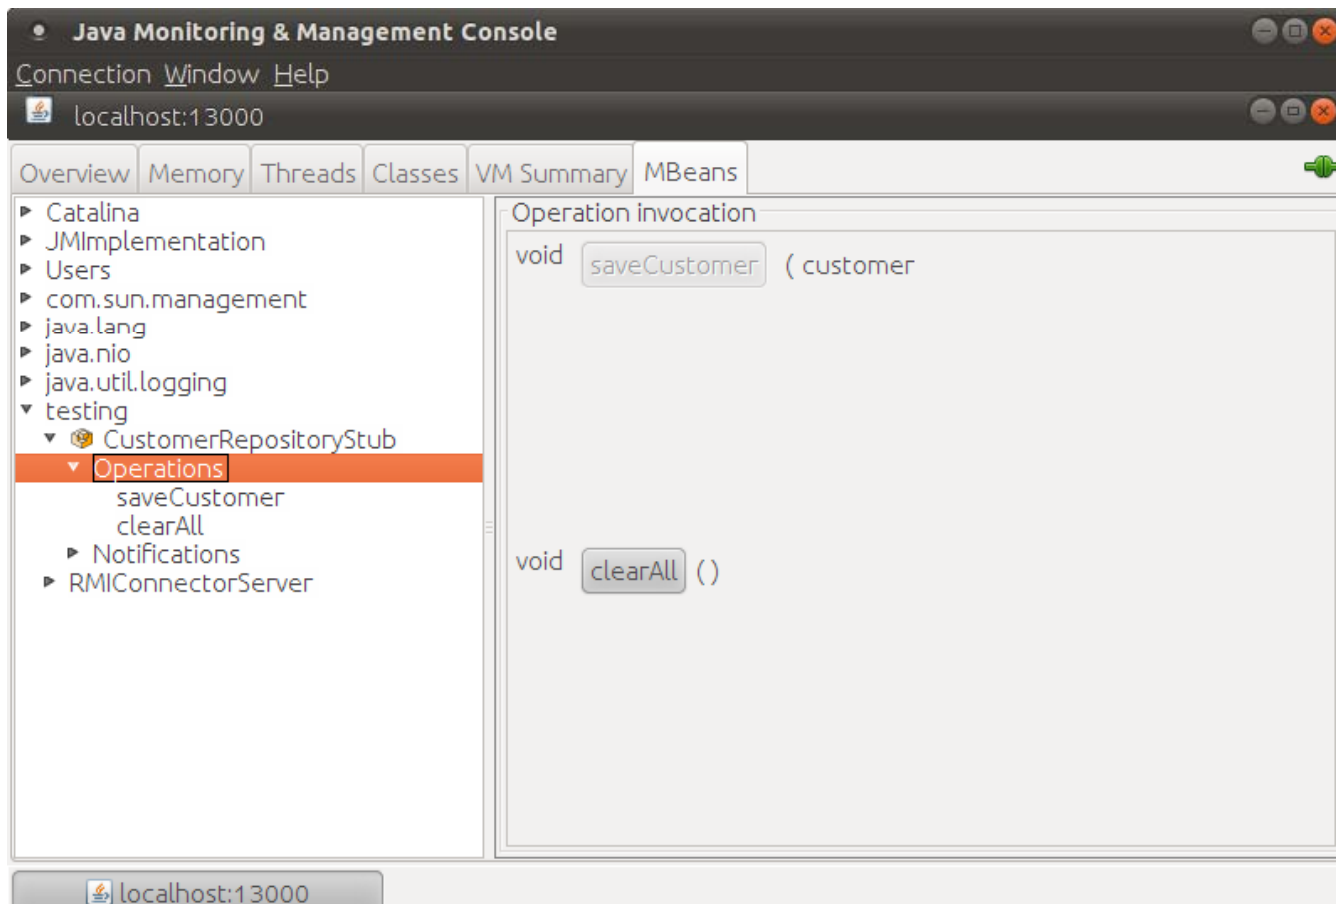 Java Monitoring & Management Console
Connection Window Help
localhost:13000
Overview Memory Threads Classes VM Summary MBeans
Catalina
JMImplementation
Users
com.sun.management
java.lang
java.nio
java.util.logging
testing
CustomerRepositoryStub
Operations
saveCustomer
clearAll
Notifications
RMIConnectorServer
Operation invocation
void saveCustomer ( customer
void clearAll ( )
localhost:13000